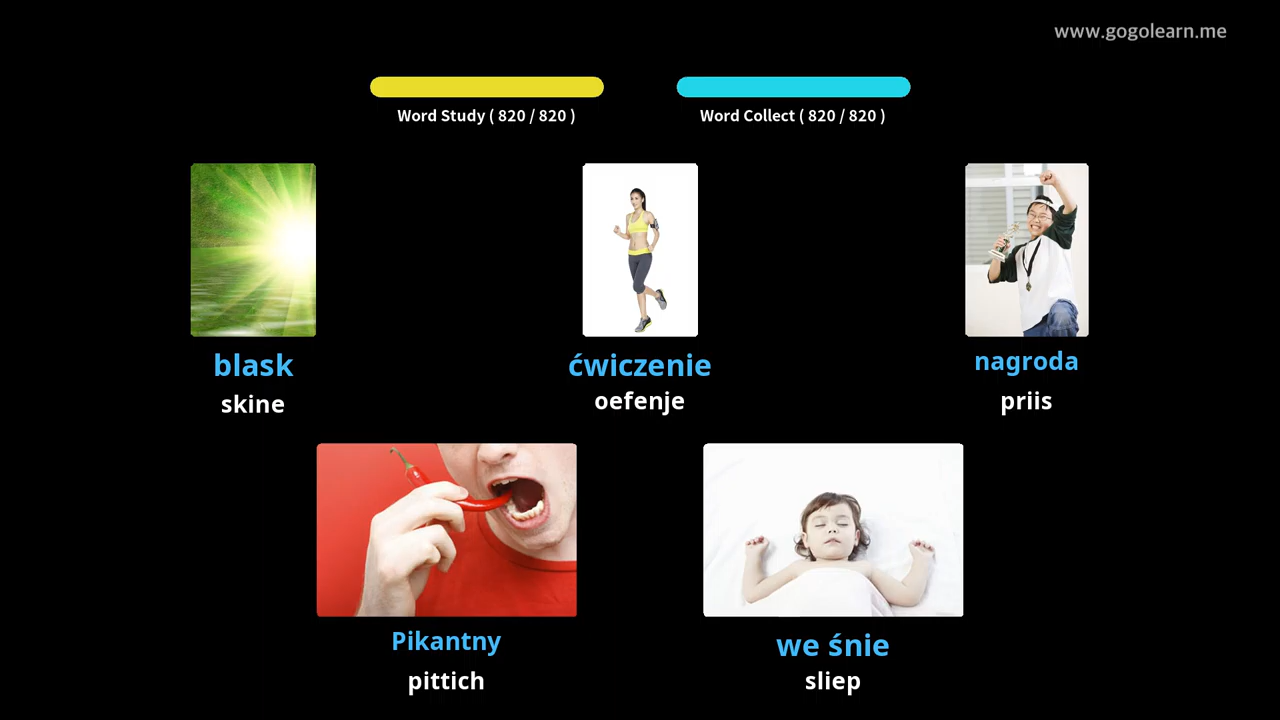 www.gogolearn.me
Word Study ( 820 / 820 )
Word Collect ( 820 / 820 )
blask
skine
ćwiczenie
oefenje
nagroda
priis
Pikantny
pittich
we śnie
sliep